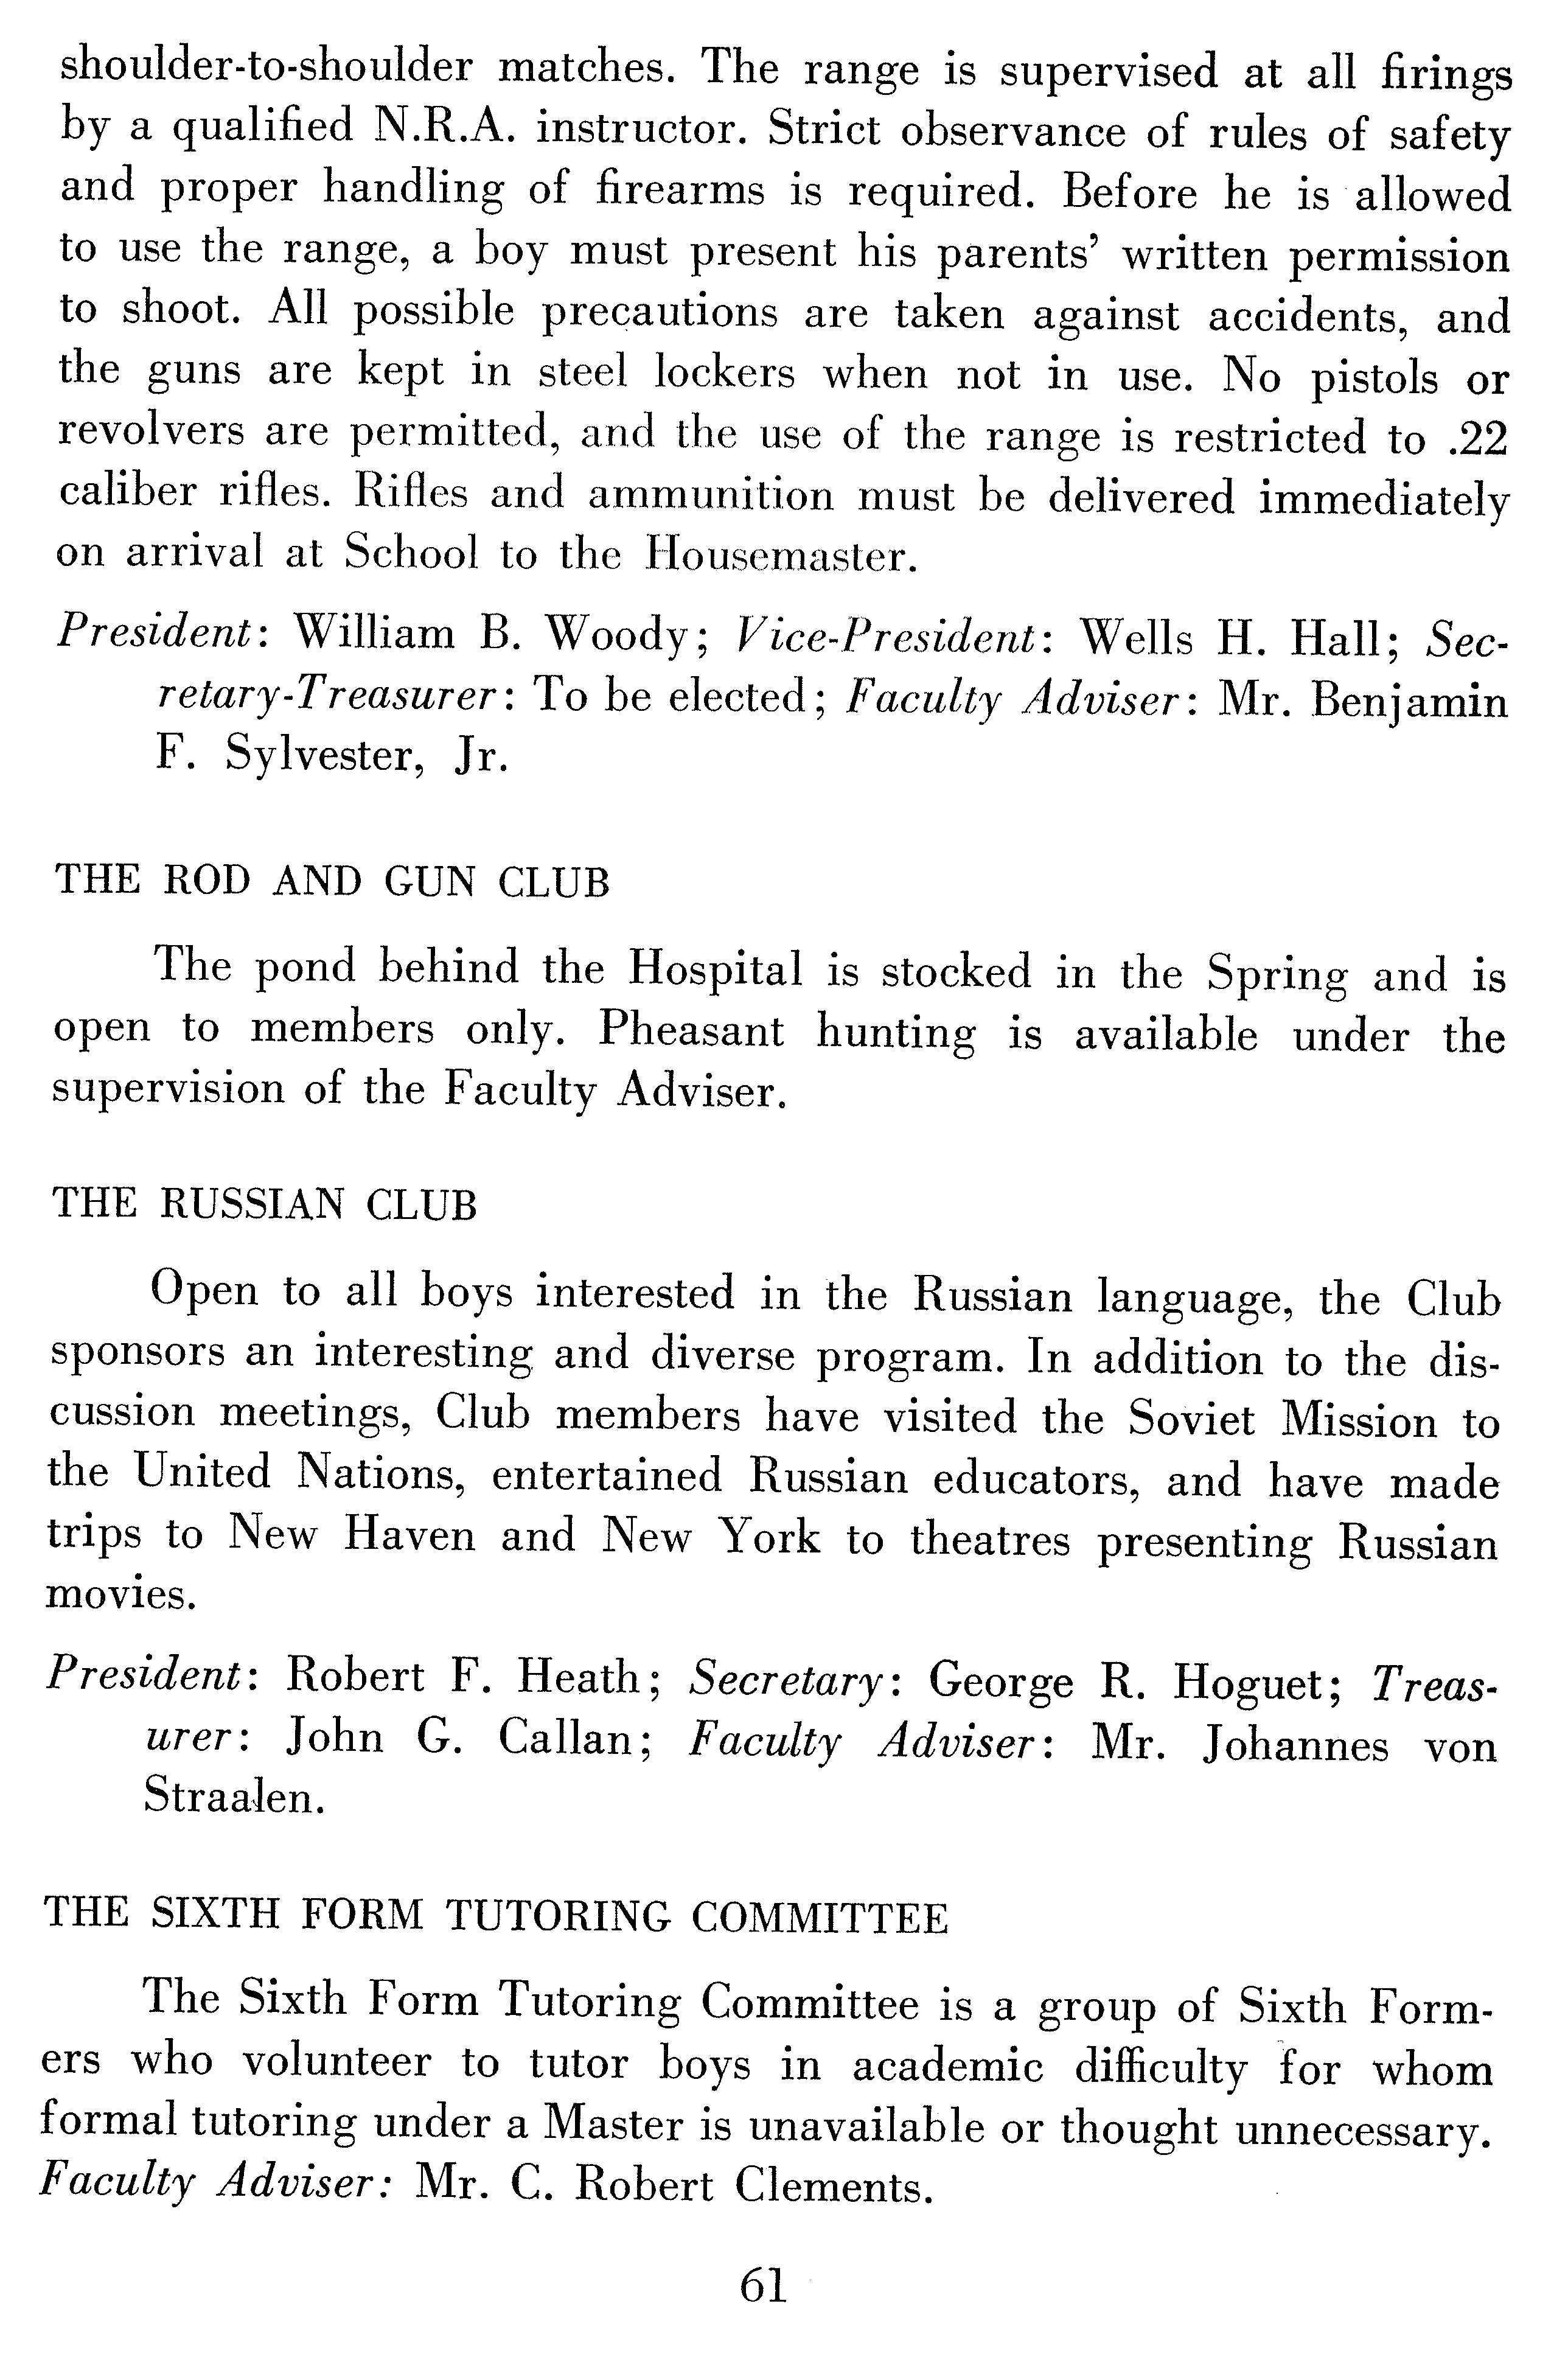 shoulder-to-shoulder matches. The range is supervised at all firings
by a qualified N.R.A. instructor. Strict observance of rules of safety
and proper handling of firearms is required. Before he is allowed
to use the range, a boy must present his parents’ written permission
to shoot. All possible precautions are taken against accidents, and
the guns are kept in steel lockers when not in use. No pistols or
revolvers are permitted, and the use of the range is restricted to .22
caliber rifles. Rifles and ammunition must be delivered immediately
on arrival at School to the Housemaster.
President: William B. Woody; Vice-President: Wells H. Hall; Sec-
retary-Treasurer: To be elected; Faculty Adviser: Mr. Benjamin
F. Sylvester, Jr.
THE ROD AND GUN CLUB
The pond behind the Hospital is stocked in the Spring and is
open to members only. Pheasant hunting is available under the
supervision of the Faculty Adviser.
THE RUSSIAN CLUB
Open to all boys interested in the Russian language, the Club
sponsors an interesting and diverse program. In addition to the dis-
cussion meetings, Club members have visited the Soviet Mission to
the United Nations, entertained Russian educators, and have made
trips to New Haven and New York to theatres presenting Russian
movies.
President: Robert F. Heath; Secretary: George R. Hoguet; Treas-
urer: John G. Callan; Faculty Adviser: Mr. Johannes von
Straalen.
THE SIXTH FORM TUTORING COMMITTEE
The Sixth Form Tutoring Committee is a group of Sixth Form-
ers who volunteer to tutor boys in academic difficulty for whom
formal tutoring under a Master is unavailable or thought unnecessary.
Faculty Adviser: Mr. C. Robert Clements.
61